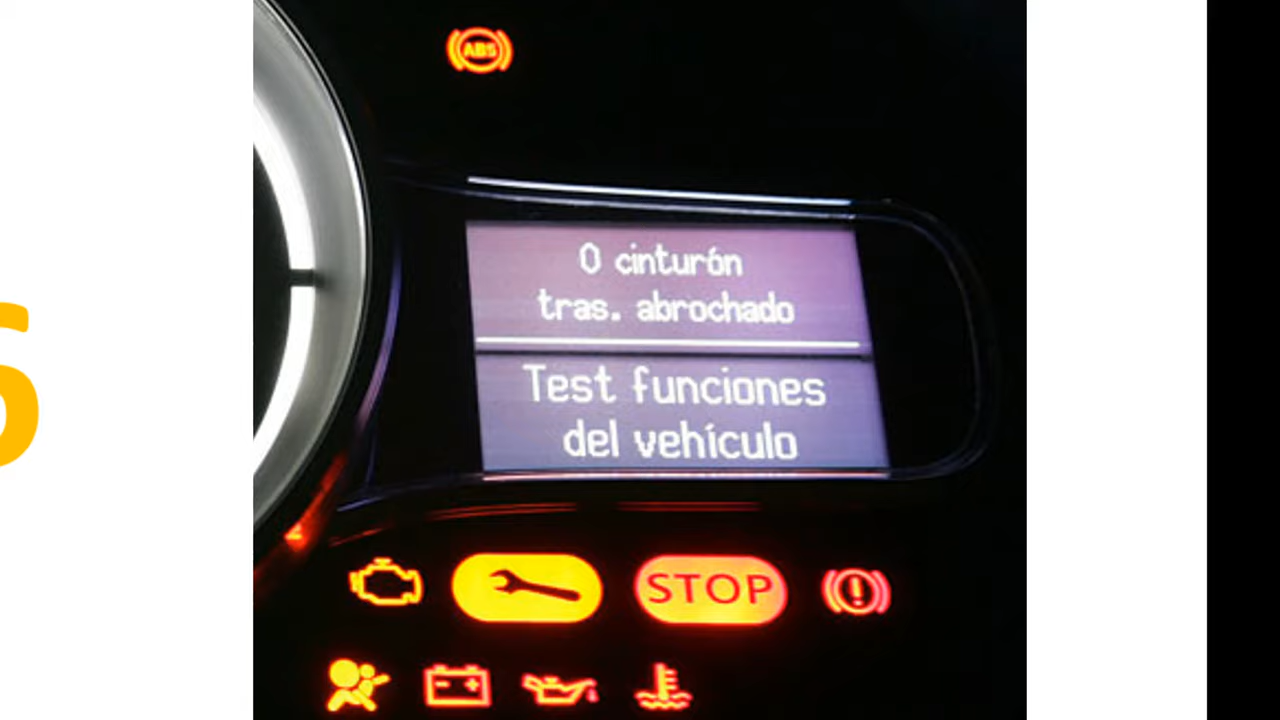 ABS
0 cinturón
tras. abrochado
Test funciones
del vehículo
STOP